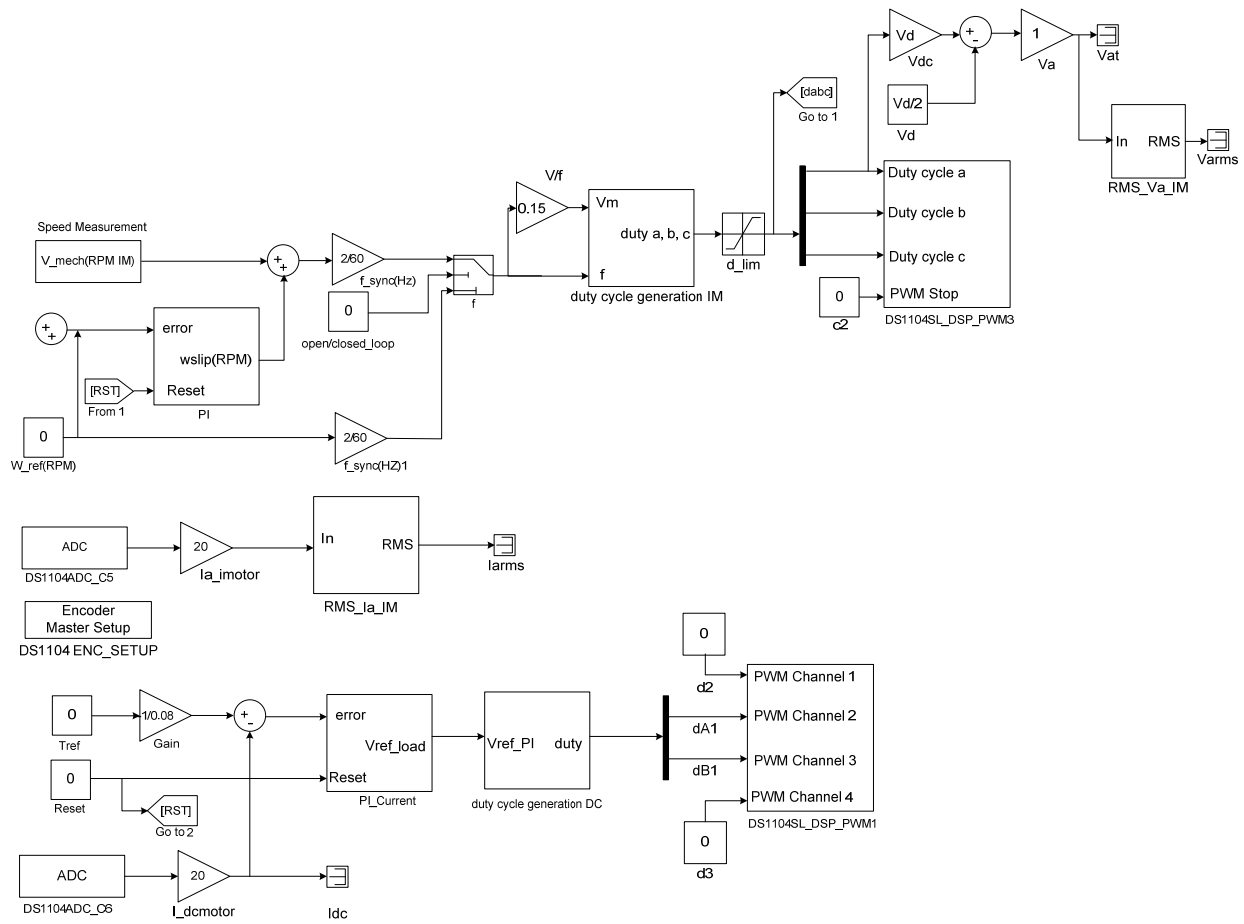 Vd
Vdc
+
-
1
Va
Vat
Vd/2
Vd
In RMS
RMS_Va_IM
Varms
[dabc]
Go to 1
V/f
0.15
Vm
duty a, b, c
f
duty cycle generation IM
d_lim
Duty cycle a
Duty cycle b
Duty cycle c
PWM Stop
DS1104SL_DSP_PWM3
0
c2
Speed Measurement
V_mech(RPM IM)
+
+
2/60
f_sync(Hz)
f
0
open/closed_loop
+
+
error
wslip(RPM)
Reset
PI
[RST]
From 1
0
W_ref(RPM)
2/60
f_sync(HZ)1
ADC
DS1104ADC_C5
20
Ia_imotor
In
RMS
RMS_Ia_IM
Iarms
Encoder
Master Setup
DS1104 ENC_SETUP
0
Tref
1/0.08
Gain
+
-
error
Vref_load
Reset
PI_Current
0
Reset
[RST]
Go to 2
Vref_PI duty
duty cycle generation DC
0
d2
dA1
dB1
PWM Channel 1
PWM Channel 2
PWM Channel 3
PWM Channel 4
DS1104SL_DSP_PWM1
0
d3
ADC
DS1104ADC_C6
20
I_dcmotor
Idc